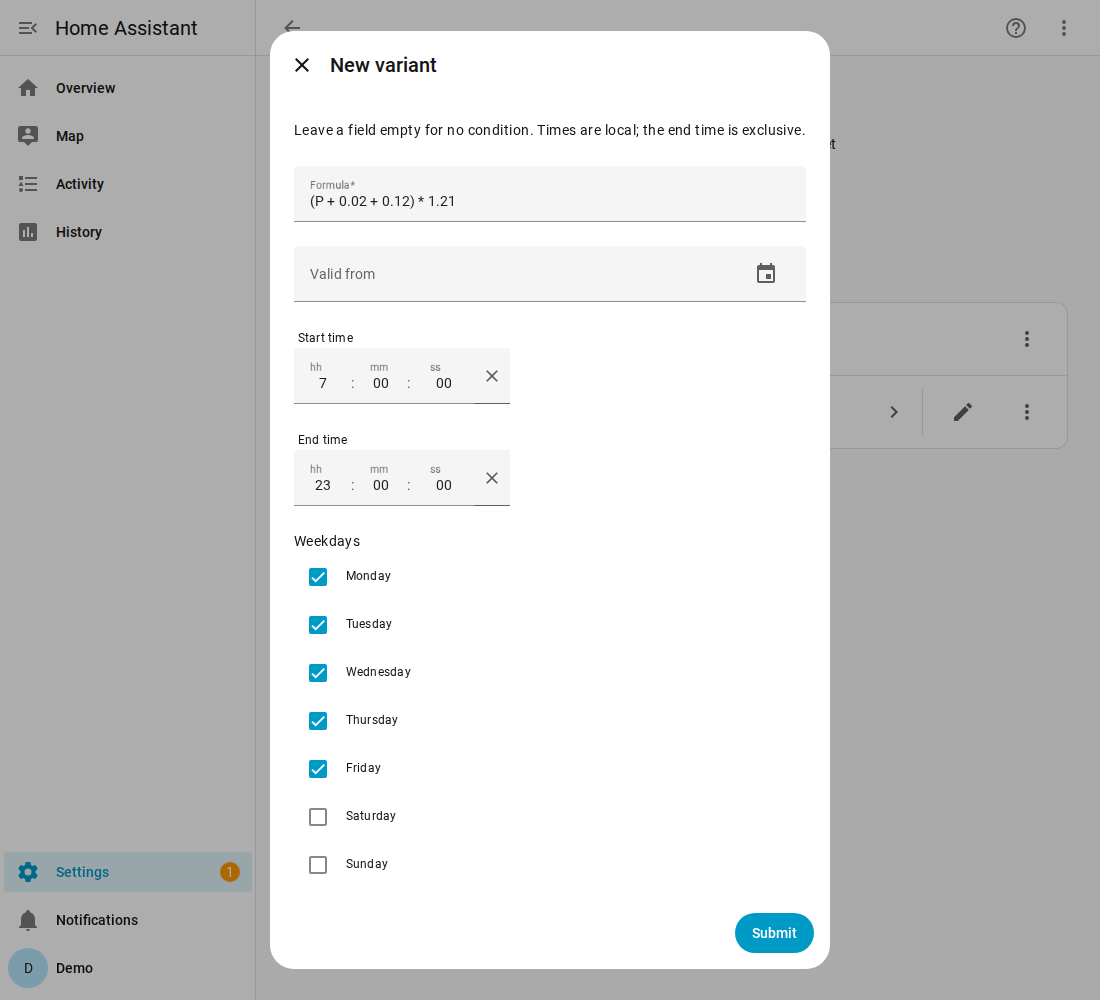 Home Assistant
Overview
Map
Activity
History
Settings
1
Notifications
D
Demo
New variant
Leave a field empty for no condition. Times are local; the end time is exclusive.
Formula*
(P + 0.02 + 0.12) * 1.21
Valid from
Start time
hh mm ss
7 : 00 : 00
End time
hh mm ss
23 : 00 : 00
Weekdays
Monday
Tuesday
Wednesday
Thursday
Friday
Saturday
Sunday
Submit